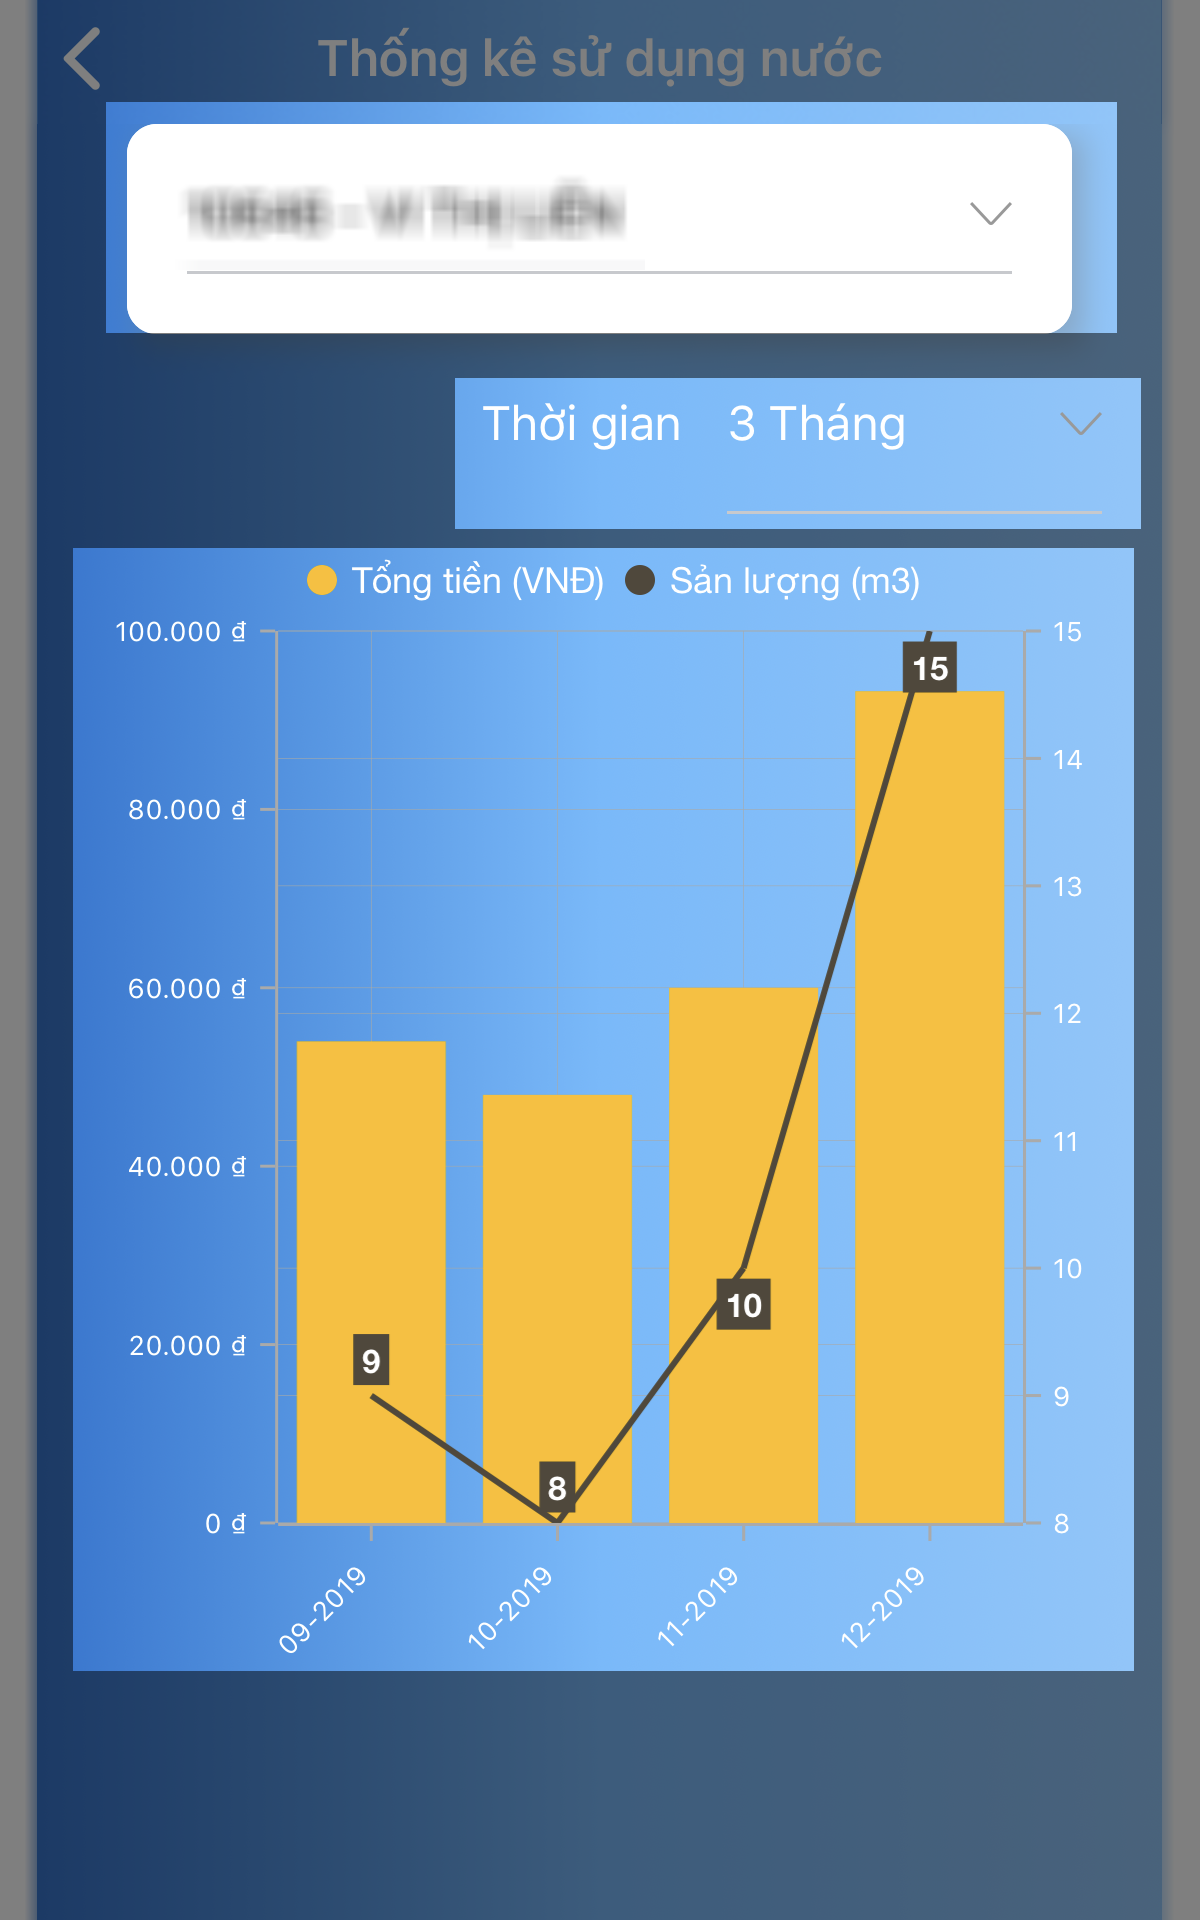 Thống kê sử dụng nước
Thời gian 3 Tháng
Tổng tiền (VNĐ) Sản lượng (m3)
100.000 ₫ 15
14
80.000 ₫
13
60.000 ₫
12
11
40.000 ₫
10
20.000 ₫
9
0 ₫ 8
15
10
9
8
09-2019 10-2019 11-2019 12-2019